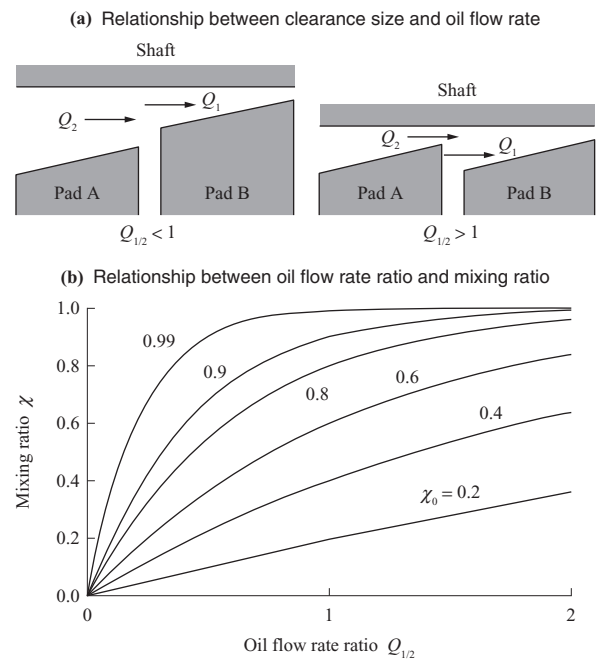 (a) Relationship between clearance size and oil flow rate
Shaft
Q₂
Q₁
Pad A
Pad B
Q₁/₂ < 1
Shaft
Q₂
Q₁
Pad A
Pad B
Q₁/₂ > 1
(b) Relationship between oil flow rate ratio and mixing ratio
Mixing ratio χ
1.0
0.8
0.6
0.4
0.2
0.0
0.99
0.9
0.8
0.6
0.4
χ₀ = 0.2
0
1
2
Oil flow rate ratio Q₁/₂